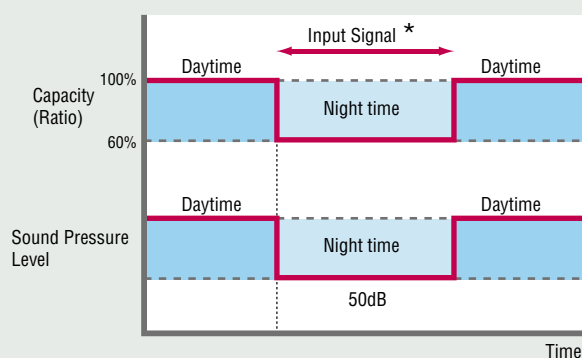 Input Signal *
Daytime
Daytime
100%
Capacity
(Ratio)
Night time
60%
Daytime
Daytime
Sound Pressure
Level
Night time
50dB
Time